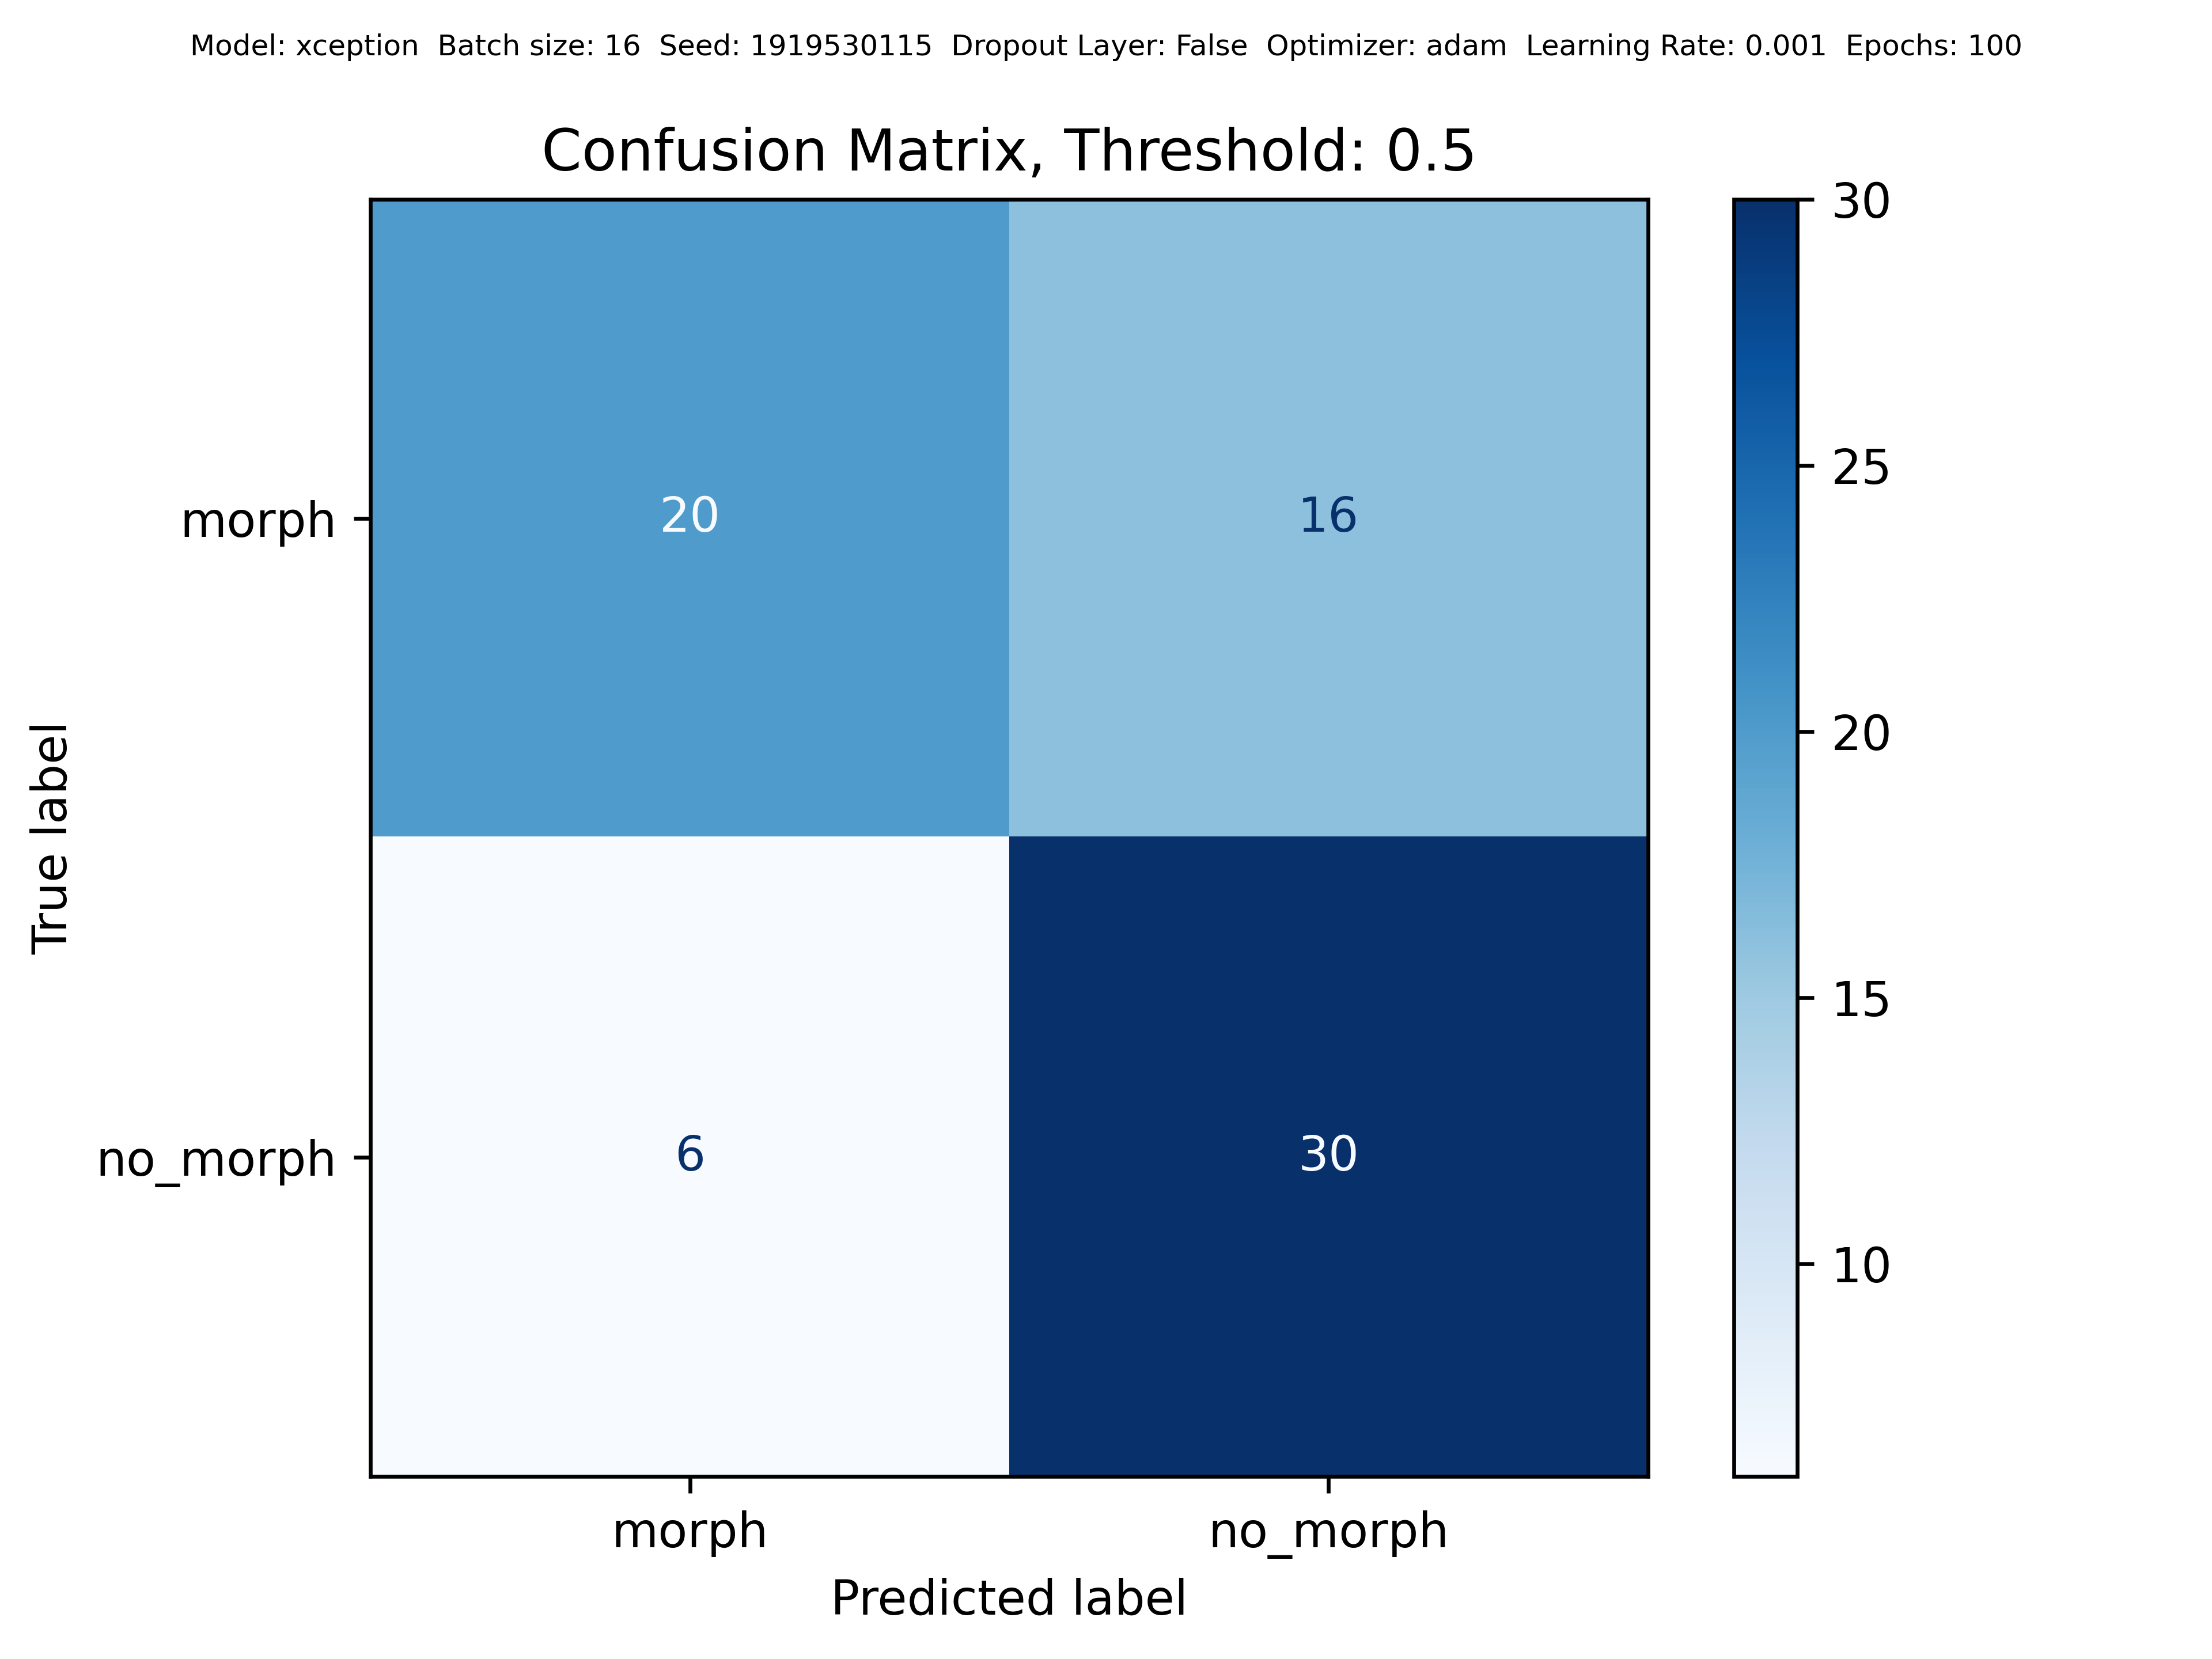 Model: xception  Batch size: 16  Seed: 1919530115  Dropout Layer: False  Optimizer: adam  Learning Rate: 0.001  Epochs: 100
Confusion Matrix, Threshold: 0.5
30
25
20
15
10
True label
morph
20
16
no_morph
6
30
morph
no_morph
Predicted label